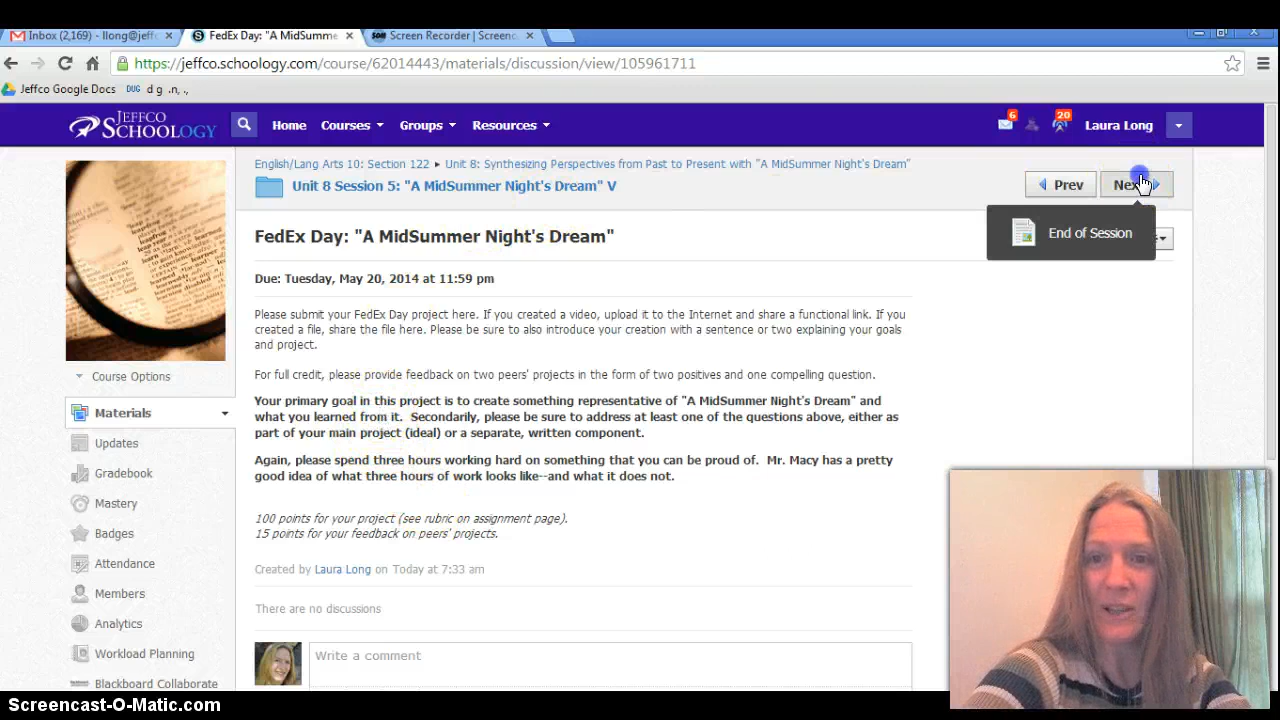 Inbox (2,169) - llong@jeff
FedEx Day: "A MidSumme
Screen Recorder | Screenc
https://jeffco.schoology.com/course/62014443/materials/discussion/view/105961711
Jeffco Google Docs DUG d g .n, .,
JEFFCO
SCHOOLOGY
Home Courses Groups Resources
6
20
Laura Long
English/Lang Arts 10: Section 122 ▸ Unit 8: Synthesizing Perspectives from Past to Present with "A MidSummer Night's Dream"
Unit 8 Session 5: "A MidSummer Night's Dream" V
Prev
Next
End of Session
FedEx Day: "A MidSummer Night's Dream"
Due: Tuesday, May 20, 2014 at 11:59 pm
Please submit your FedEx Day project here. If you created a video, upload it to the Internet and share a functional link. If you
created a file, share the file here. Please be sure to also introduce your creation with a sentence or two explaining your goals
and project.
For full credit, please provide feedback on two peers' projects in the form of two positives and one compelling question.
Your primary goal in this project is to create something representative of "A MidSummer Night's Dream" and
what you learned from it. Secondarily, please be sure to address at least one of the questions above, either as
part of your main project (ideal) or a separate, written component.
Again, please spend three hours working hard on something that you can be proud of. Mr. Macy has a pretty
good idea of what three hours of work looks like--and what it does not.
100 points for your project (see rubric on assignment page).
15 points for your feedback on peers' projects.
Created by Laura Long on Today at 7:33 am
There are no discussions
Write a comment
Course Options
Materials
Updates
Gradebook
Mastery
Badges
Attendance
Members
Analytics
Workload Planning
Blackboard Collaborate
Screencast-O-Matic.com